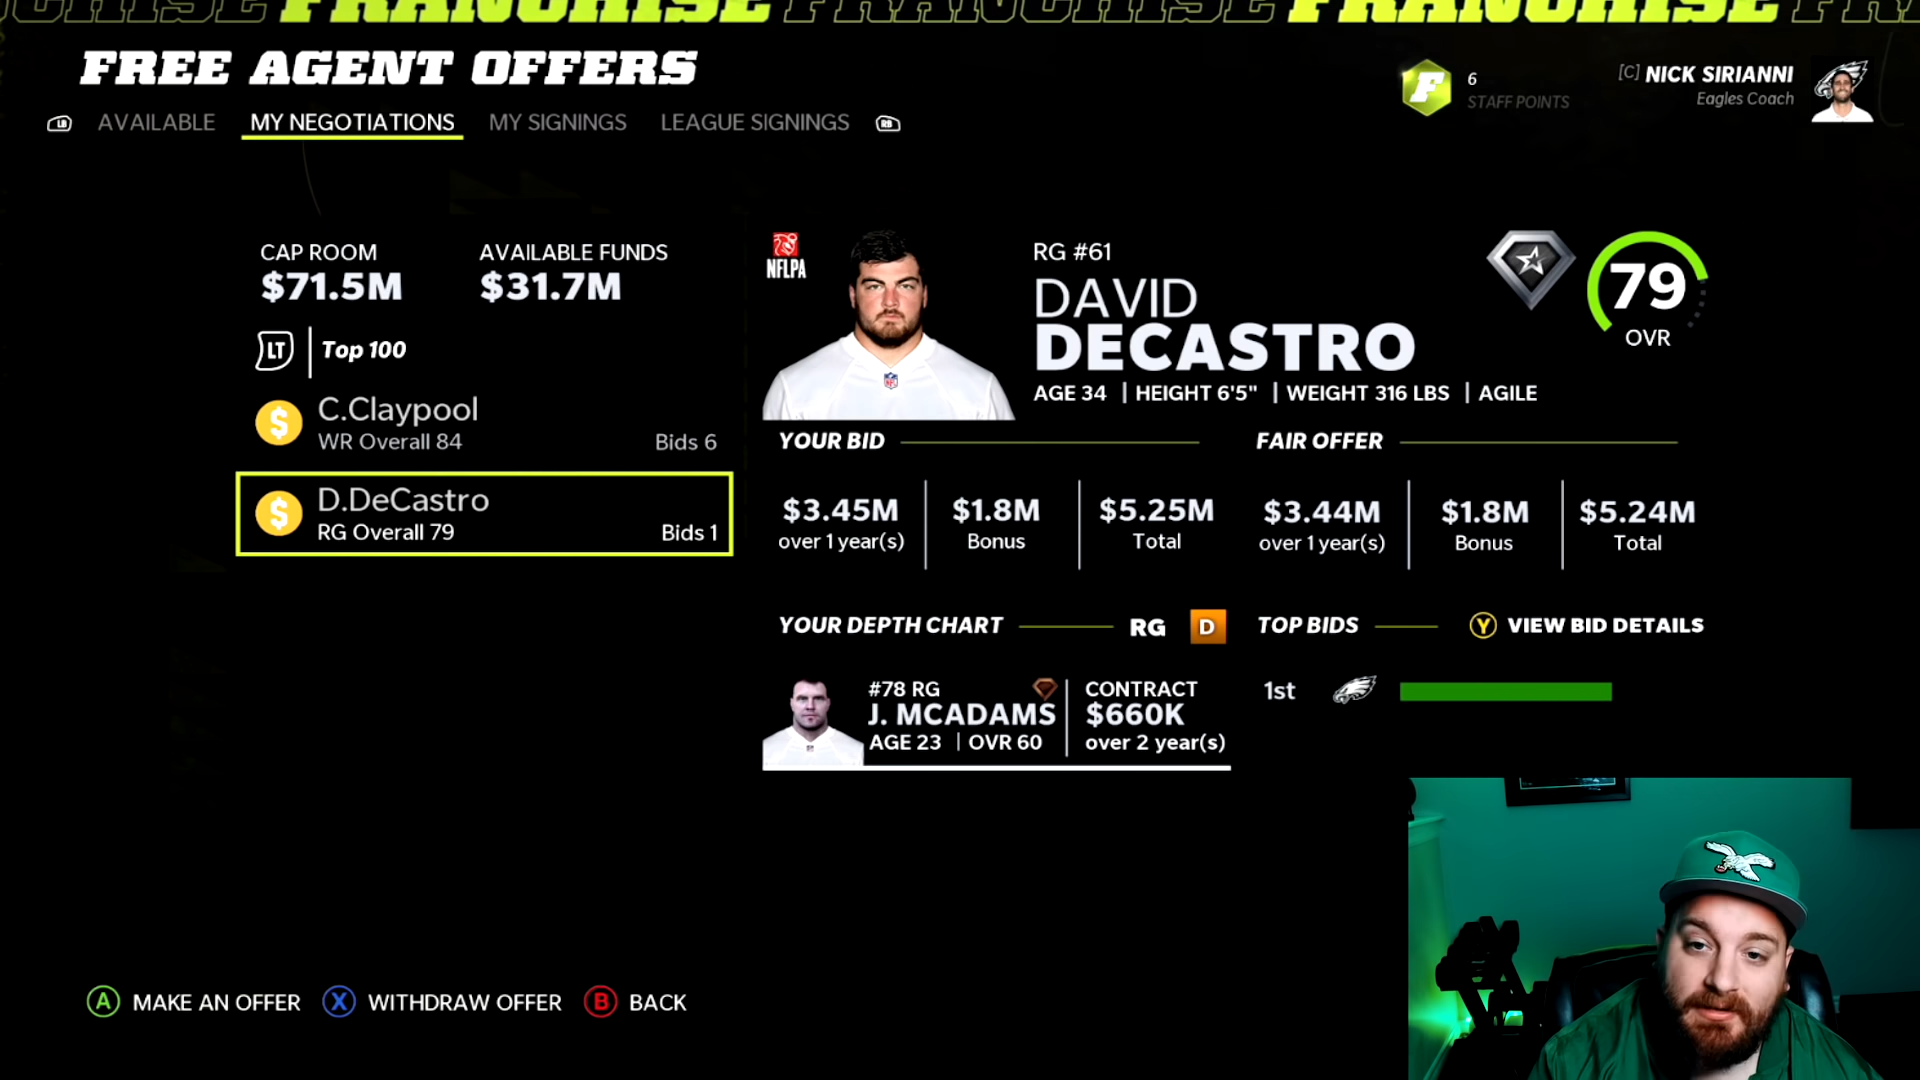 FRANCHISE FRANCHISE FRANCHISE
FREE AGENT OFFERS
6
STAFF POINTS
[C] NICK SIRIANNI
Eagles Coach
LB AVAILABLE MY NEGOTIATIONS MY SIGNINGS LEAGUE SIGNINGS RB
CAP ROOM
$71.5M
AVAILABLE FUNDS
$31.7M
LT Top 100
$ C.Claypool
WR Overall 84 Bids 6
$ D.DeCastro
RG Overall 79 Bids 1
NFLPA
RG #61
DAVID
DECASTRO
AGE 34 | HEIGHT 6'5" | WEIGHT 316 LBS | AGILE
79
OVR
YOUR BID
$3.45M
over 1 year(s)
$1.8M
Bonus
$5.25M
Total
FAIR OFFER
$3.44M
over 1 year(s)
$1.8M
Bonus
$5.24M
Total
YOUR DEPTH CHART RG D
#78 RG
J. MCADAMS
AGE 23 | OVR 60
CONTRACT
$660K
over 2 year(s)
TOP BIDS Y VIEW BID DETAILS
1st
A MAKE AN OFFER X WITHDRAW OFFER B BACK